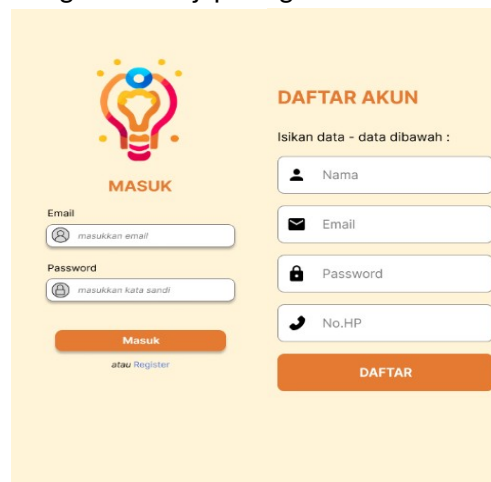 MASUK
Email
masukkan email
Password
masukkan kata sandi
Masuk
atau Register
DAFTAR AKUN
Isikan data - data dibawah :
Nama
Email
Password
No.HP
DAFTAR